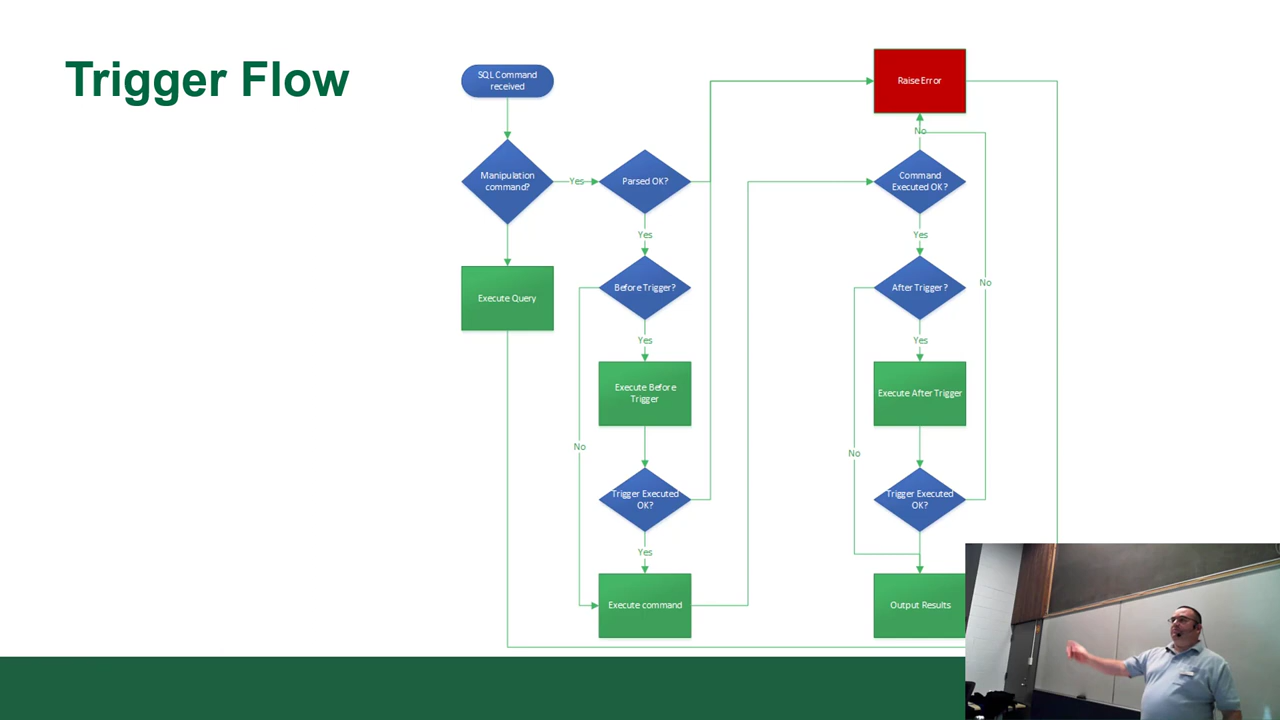 Trigger Flow
SQL Command
received
Raise Error
No
Manipulation
command?
Yes
Parsed OK?
Command
Executed OK?
Yes
Yes
Before Trigger?
After Trigger?
No
Execute Query
Yes
Yes
Execute Before
Trigger
Execute After Trigger
No
No
Trigger Executed
OK?
Trigger Executed
OK?
Yes
Execute command
Output Results